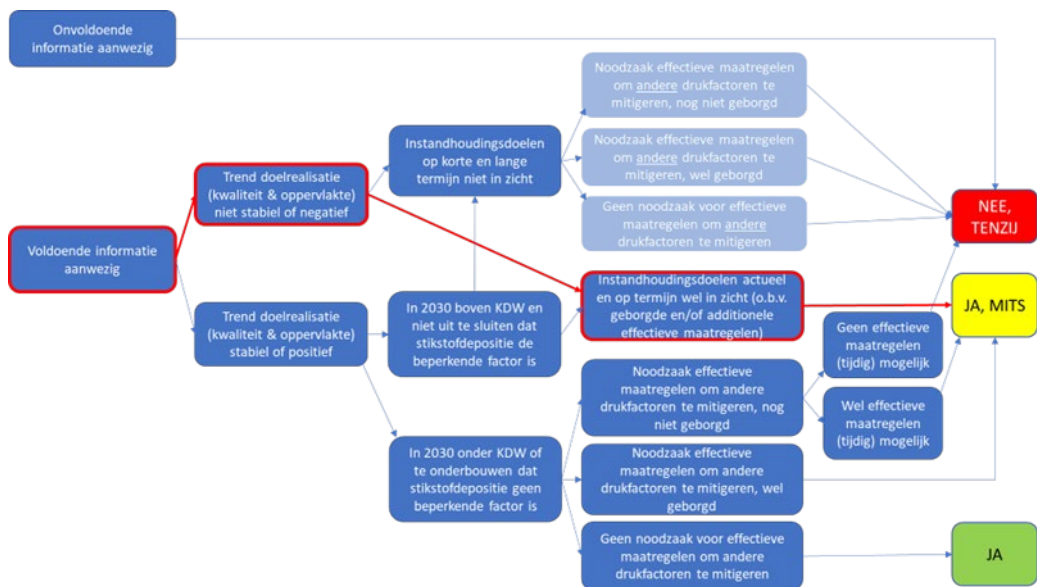 Onvoldoende
informatie aanwezig
Noodzaak effectieve maatregelen
om andere drukfactoren te
mitigeren, nog niet geborgd
Instandhoudingsdoelen
op korte en lange
termijn niet in zicht
Noodzaak effectieve maatregelen
om andere drukfactoren te
mitigeren, wel geborgd
Trend doelrealisatie
(kwaliteit & oppervlakte)
niet stabiel of negatief
Geen noodzaak voor effectieve
maatregelen om andere
drukfactoren te mitigeren
NEE,
TENZIJ
Voldoende informatie
aanwezig
Instandhoudingsdoelen actueel
en op termijn wel in zicht (o.b.v.
geborgde en/of additionele
effectieve maatregelen)
JA, MITS
Trend doelrealisatie
(kwaliteit & oppervlakte)
stabiel of positief
In 2030 boven KDW en
niet uit te sluiten dat
stikstofdepositie de
beperkende factor is
Geen effectieve
maatregelen
(tijdig) mogelijk
Noodzaak effectieve
maatregelen om andere
drukfactoren te mitigeren, nog
niet geborgd
Wel effectieve
maatregelen
(tijdig) mogelijk
In 2030 onder KDW of
te onderbouwen dat
stikstofdepositie geen
beperkende factor is
Noodzaak effectieve
maatregelen om andere
drukfactoren te mitigeren, wel
geborgd
Geen noodzaak voor effectieve
maatregelen om andere
drukfactoren te mitigeren
JA